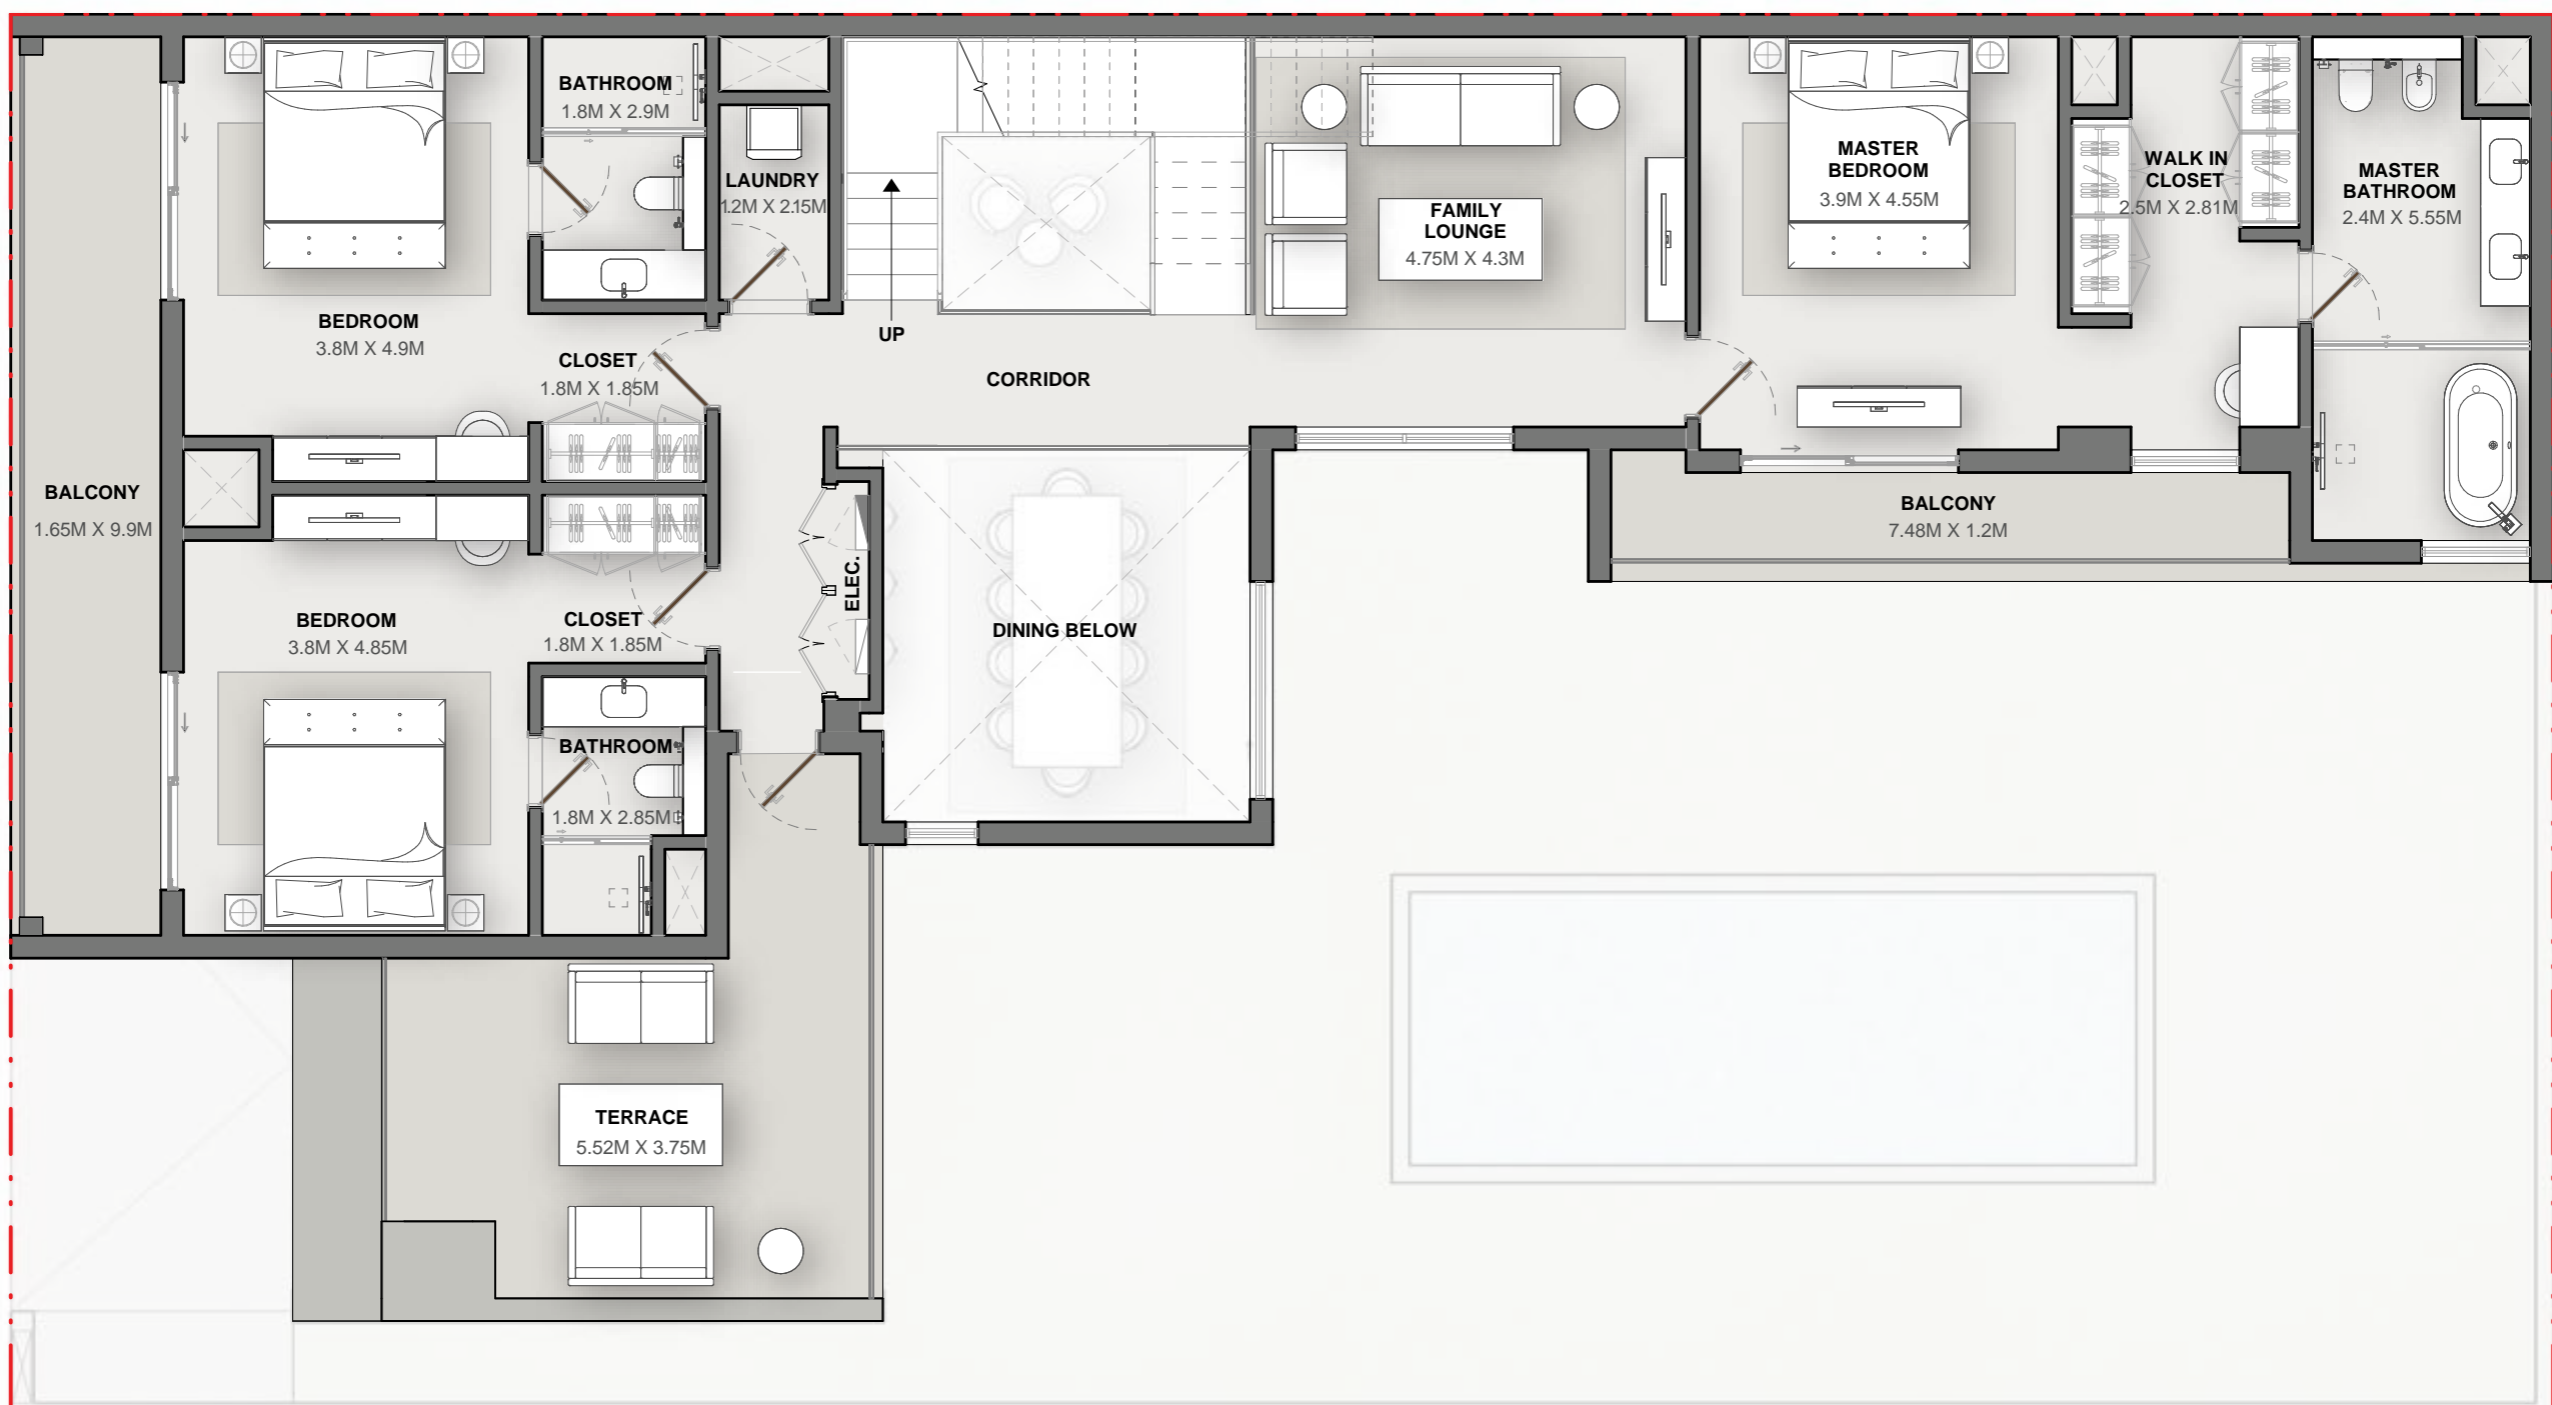 BATHROOM
1.8M X 2.9M
LAUNDRY
1.2M X 2.15M
UP
FAMILY
LOUNGE
4.75M X 4.3M
MASTER
BEDROOM
3.9M X 4.55M
WALK IN
CLOSET
2.5M X 2.81M
MASTER
BATHROOM
2.4M X 5.55M
BEDROOM
3.8M X 4.9M
CLOSET
1.8M X 1.85M
CORRIDOR
BALCONY
1.65M X 9.9M
BALCONY
7.48M X 1.2M
ELEC.
BEDROOM
3.8M X 4.85M
CLOSET
1.8M X 1.85M
DINING BELOW
BATHROOM
1.8M X 2.85M
TERRACE
5.52M X 3.75M